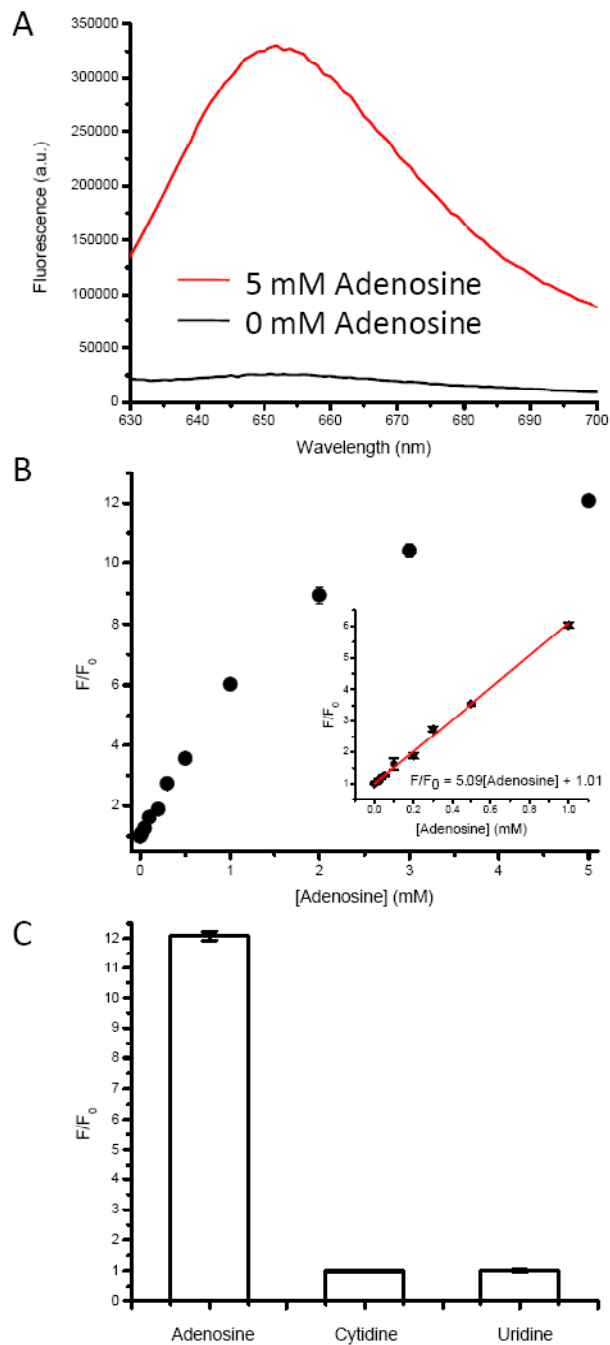 A
350000
300000
250000
200000
150000
100000
50000
0
Fluorescence (a.u.)
5 mM Adenosine
0 mM Adenosine
630 640 650 660 670 680 690 700
Wavelength (nm)
B
12
10
8
6
4
2
F/F0
0 1 2 3 4 5
[Adenosine] (mM)
6
5
4
3
2
1
F/F0
F/F0 = 5.09[Adenosine] + 1.01
0.0 0.2 0.4 0.6 0.8 1.0
[Adenosine] (mM)
C
12
11
10
9
8
7
6
5
4
3
2
1
0
F/F0
Adenosine Cytidine Uridine